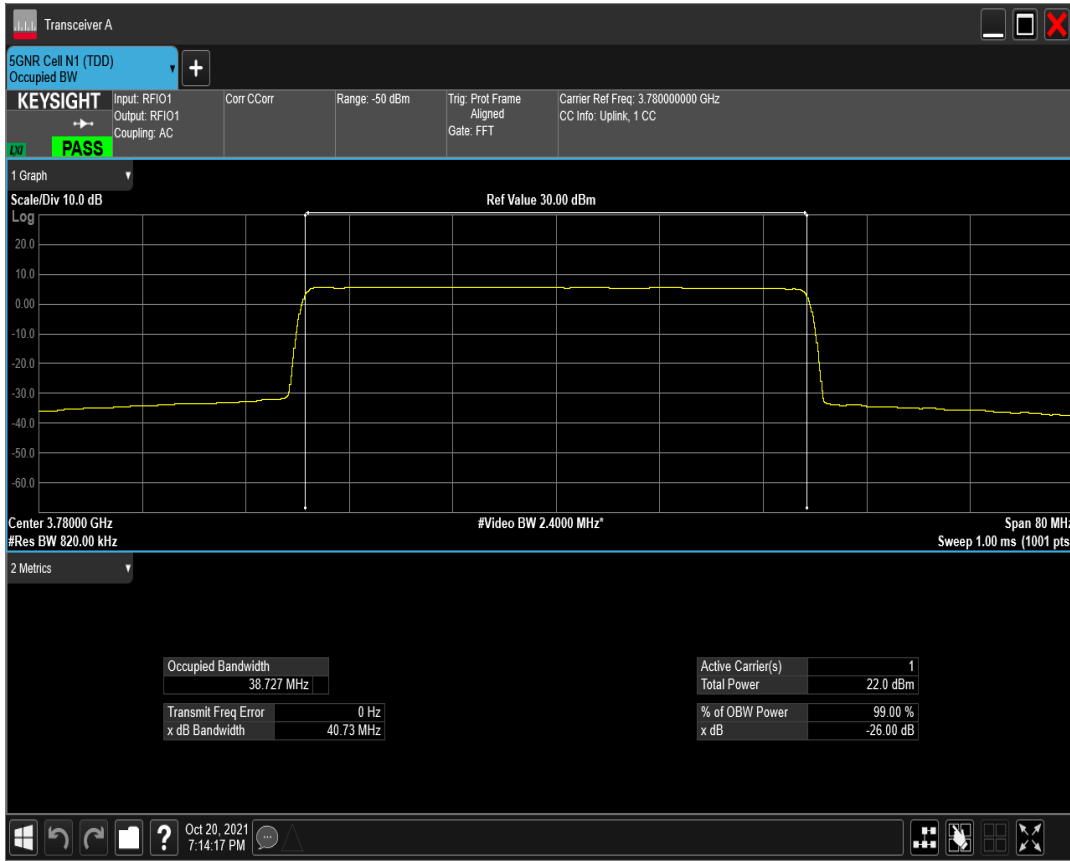 Transceiver A
5GNR Cell N1 (TDD)
Occupied BW
+
KEYSIGHT
LXI
PASS
Input: RFIO1
Output: RFIO1
Coupling: AC
Corr CCorr
Range: -50 dBm
Trig: Prot Frame
Aligned
Gate: FFT
Carrier Ref Freq: 3.780000000 GHz
CC Info: Uplink, 1 CC
1 Graph
Scale/Div 10.0 dB
Ref Value 30.00 dBm
Log
20.0
10.0
0.00
-10.0
-20.0
-30.0
-40.0
-50.0
-60.0
Center 3.78000 GHz
#Video BW 2.4000 MHz*
Span 80 MHz
#Res BW 820.00 kHz
Sweep 1.00 ms (1001 pts
2 Metrics
Occupied Bandwidth
38.727 MHz
Transmit Freq Error 0 Hz
x dB Bandwidth 40.73 MHz
Active Carrier(s) 1
Total Power 22.0 dBm
% of OBW Power 99.00 %
x dB -26.00 dB
?
Oct 20, 2021
7:14:17 PM